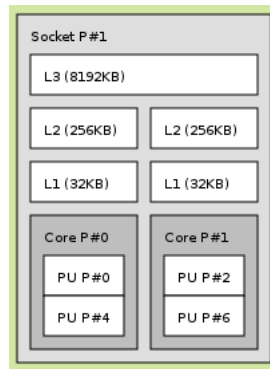 Socket P#1
L3 (8192KB)
L2 (256KB) L2 (256KB)
L1 (32KB) L1 (32KB)
Core P#0 Core P#1
PU P#0 PU P#2
PU P#4 PU P#6